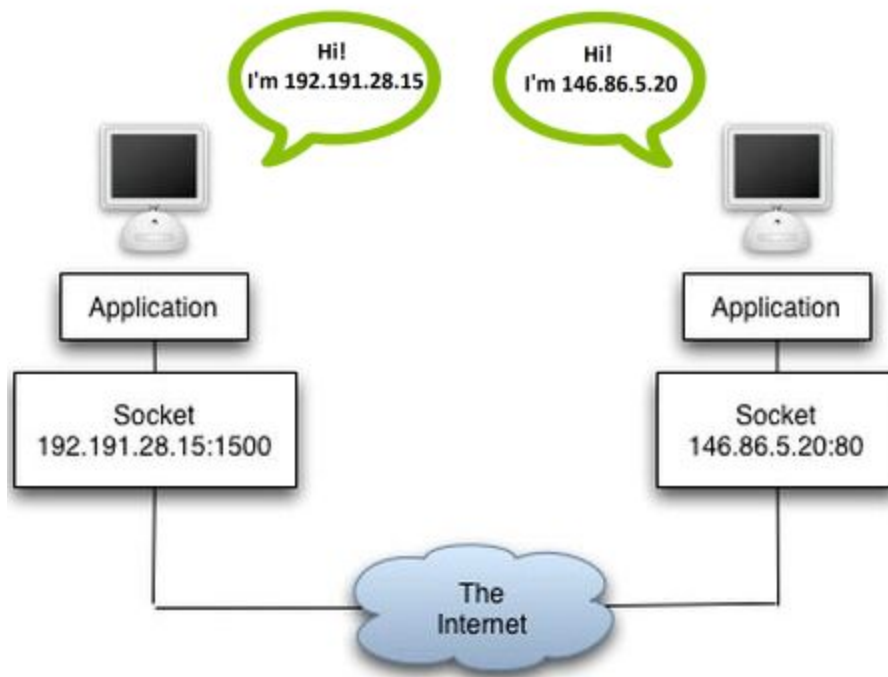 Hi!
I'm 192.191.28.15
Hi!
I'm 146.86.5.20
Application
Application
Socket
192.191.28.15:1500
Socket
146.86.5.20:80
The
Internet